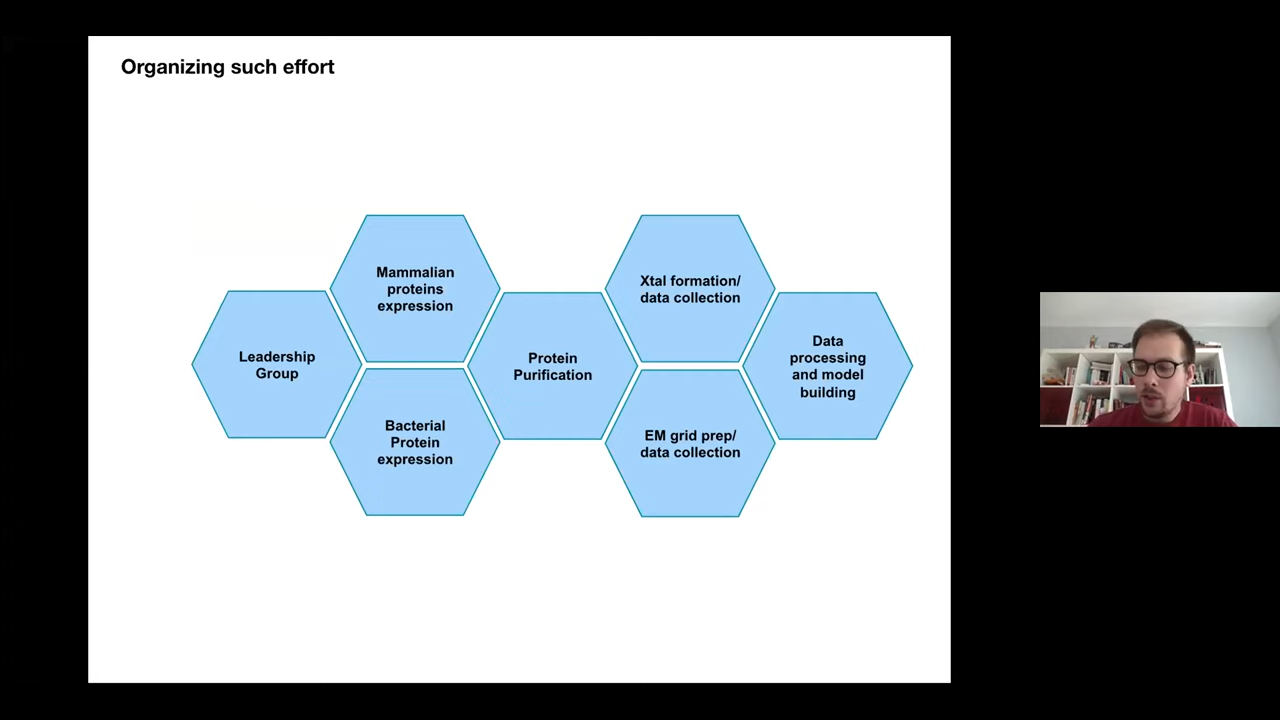 Organizing such effort
Leadership
Group
Mammalian
proteins
expression
Bacterial
Protein
expression
Protein
Purification
Xtal formation/
data collection
EM grid prep/
data collection
Data
processing
and model
building